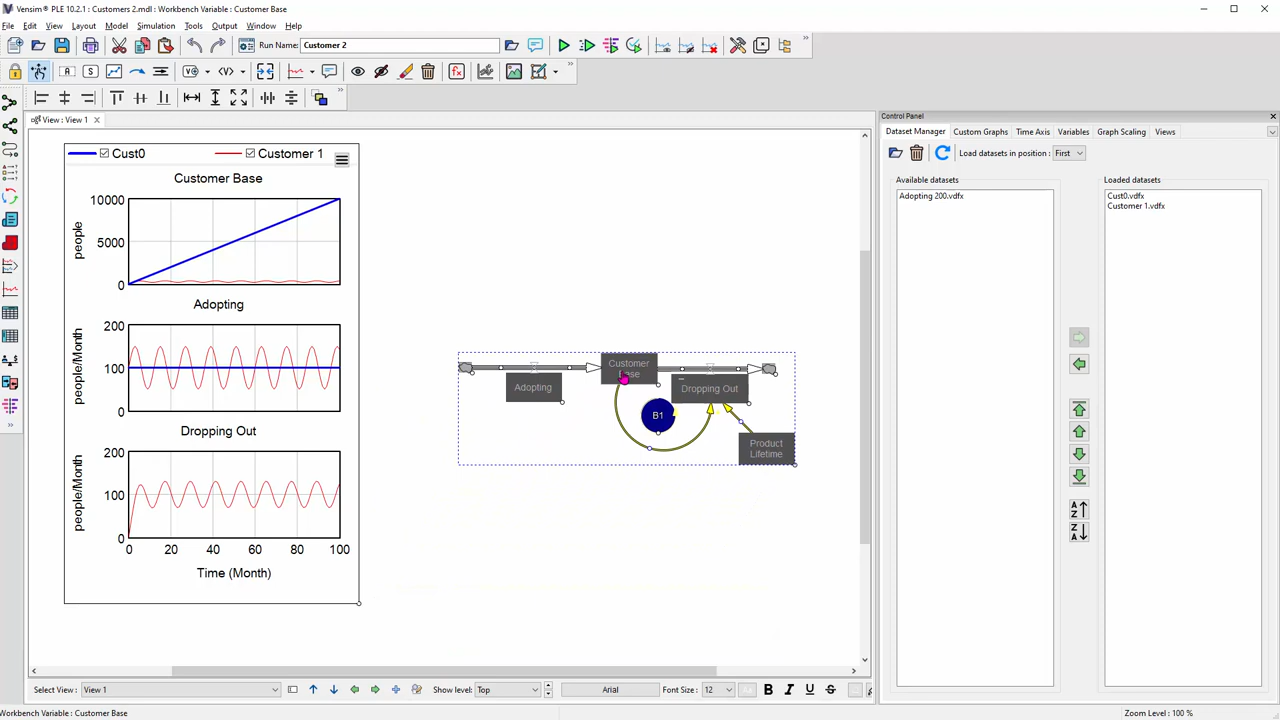 Vensim® PLE 10.2.1 : Customers 2.mdl : Workbench Variable: Customer Base
File Edit View Layout Model Simulation Tools Output Window Help
Run Name: Customer 2
View : View 1
Control Panel
Dataset Manager Custom Graphs Time Axis Variables Graph Scaling Views
Load datasets in position : First
Available datasets
Loaded datasets
Adopting 200.vdfx
Cust0.vdfx
Customer 1.vdfx
Cust0 Customer 1
Customer Base
people
10000
5000
0
Adopting
people/Month
200
100
0
Dropping Out
people/Month
200
100
0
0 20 40 60 80 100
Time (Month)
Customer
Base
Adopting
Dropping Out
B1
Product
Lifetime
Select View : View 1 Show level: Top Arial Font Size : 12 B I U S
Workbench Variable : Customer Base
Zoom Level : 100 %